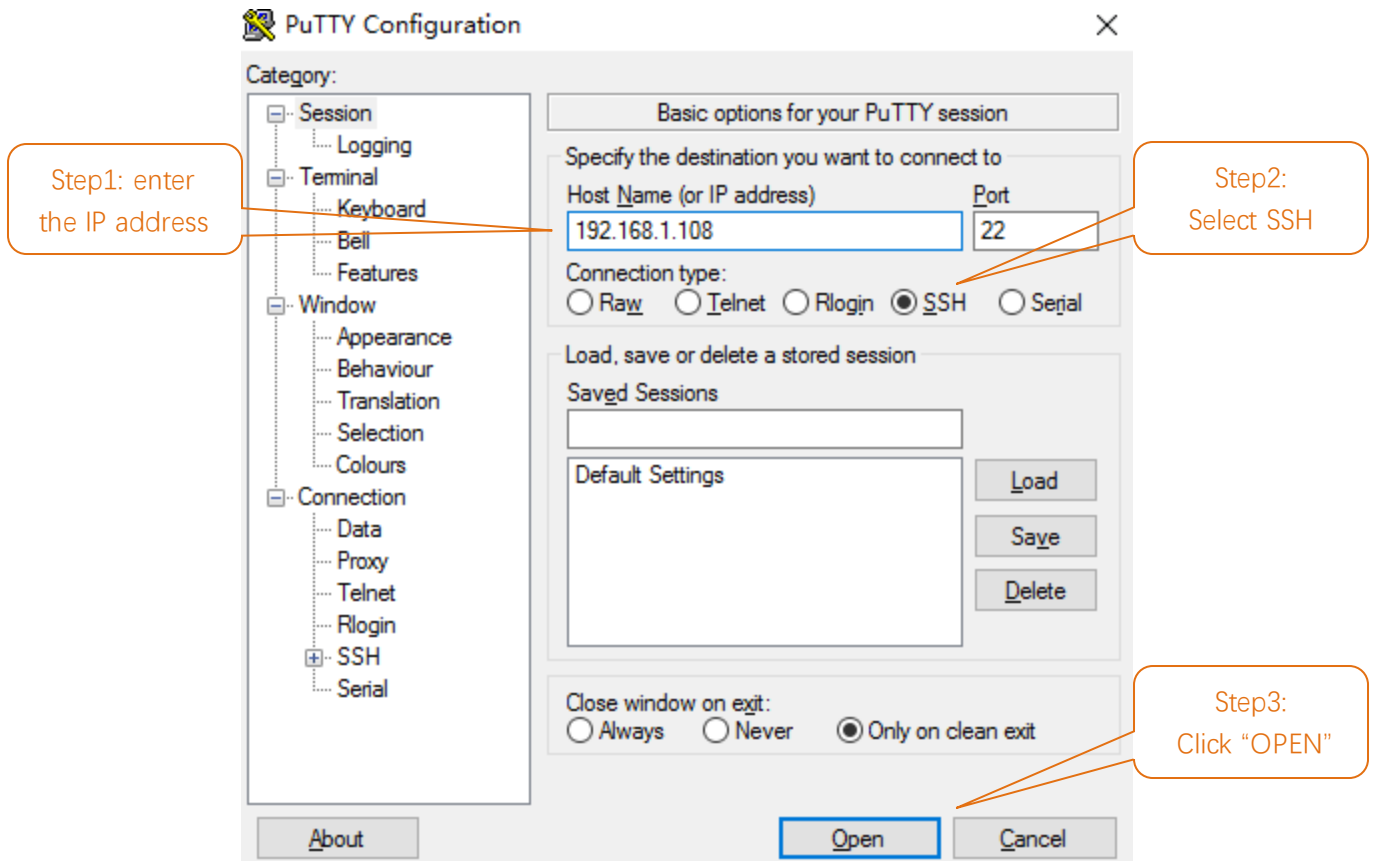 PuTTY Configuration
Category:
Session
Logging
Terminal
Keyboard
Bell
Features
Window
Appearance
Behaviour
Translation
Selection
Colours
Connection
Data
Proxy
Telnet
Rlogin
SSH
Serial
Basic options for your PuTTY session
Specify the destination you want to connect to
Host Name (or IP address)
Port
192.168.1.108
22
Connection type:
Raw
Telnet
Rlogin
SSH
Serial
Load, save or delete a stored session
Saved Sessions
Default Settings
Load
Save
Delete
Close window on exit:
Always
Never
Only on clean exit
About
Open
Cancel
Step1: enter
the IP address
Step2:
Select SSH
Step3:
Click “OPEN”